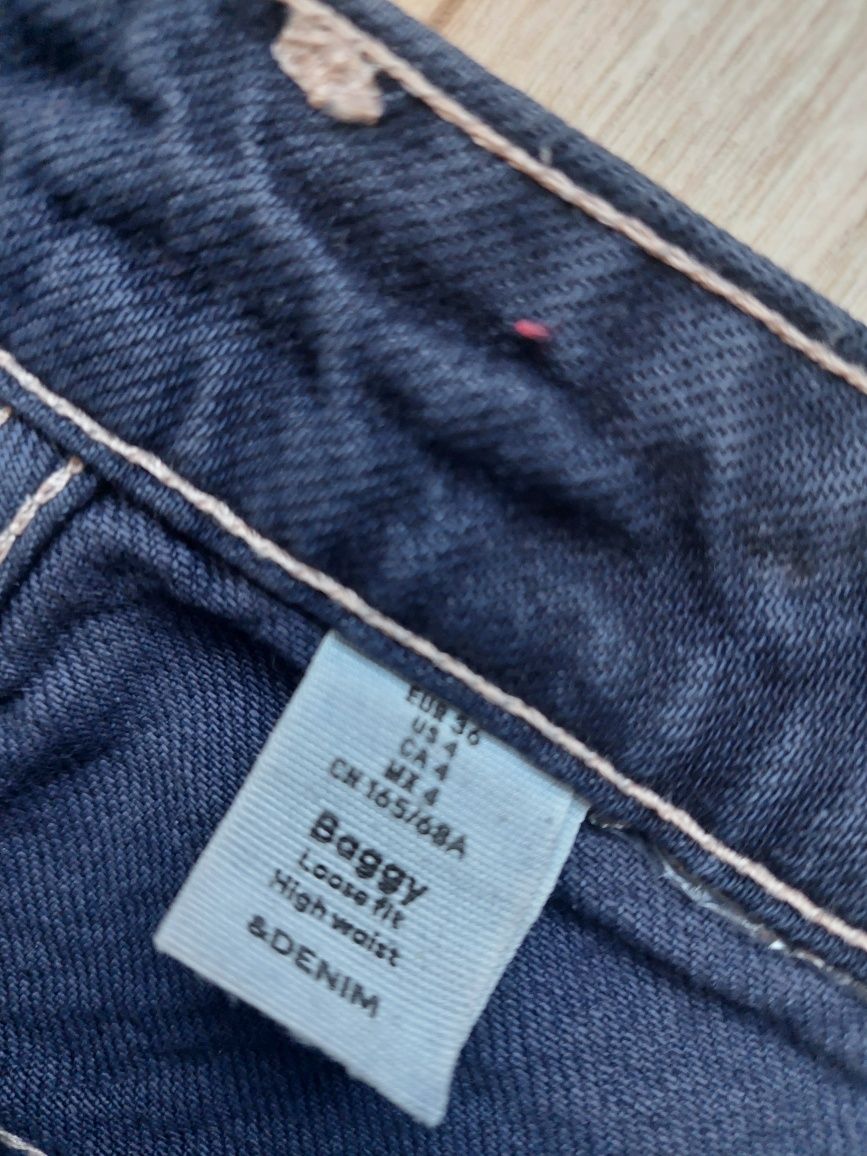 EUR 36
US 4
CA 4
MX 4
CN 165/68A
Baggy
Loose fit
High waist
&DENIM